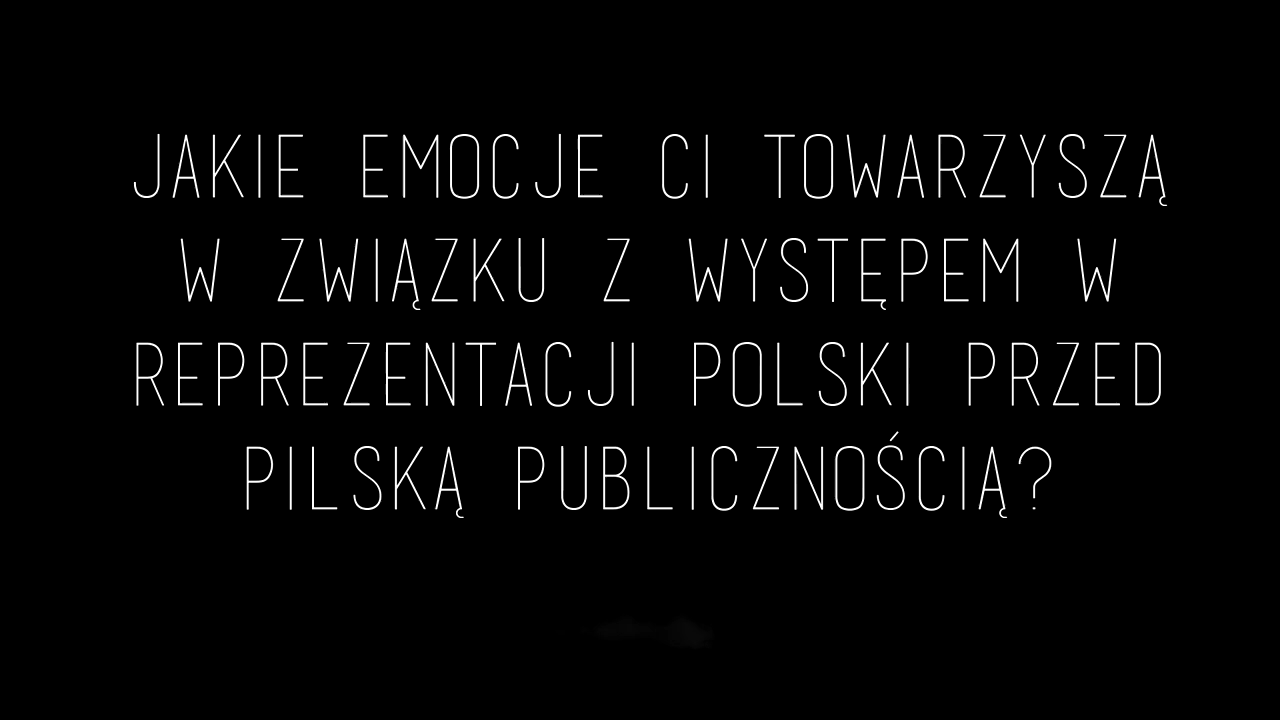 JAKIE EMOCJE CI TOWARZYSZĄ
W ZWIĄZKU Z WYSTĘPEM W
REPREZENTACJI POLSKI PRZED
PILSKĄ PUBLICZNOŚCIĄ?